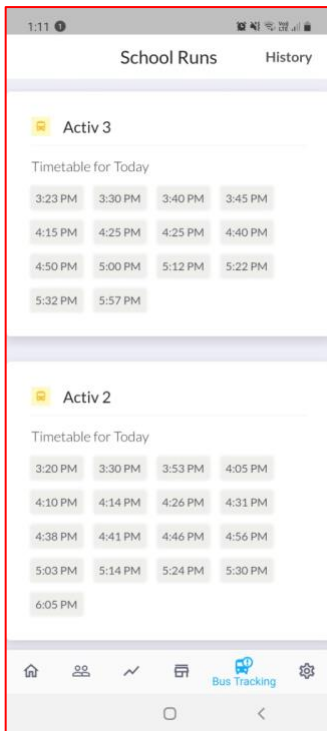 1:11 1
School Runs History
Activ 3
Timetable for Today
3:23 PM 3:30 PM 3:40 PM 3:45 PM
4:15 PM 4:25 PM 4:25 PM 4:40 PM
4:50 PM 5:00 PM 5:12 PM 5:22 PM
5:32 PM 5:57 PM
Activ 2
Timetable for Today
3:20 PM 3:30 PM 3:53 PM 4:05 PM
4:10 PM 4:14 PM 4:26 PM 4:31 PM
4:38 PM 4:41 PM 4:46 PM 4:56 PM
5:03 PM 5:14 PM 5:24 PM 5:30 PM
6:05 PM
Bus Tracking